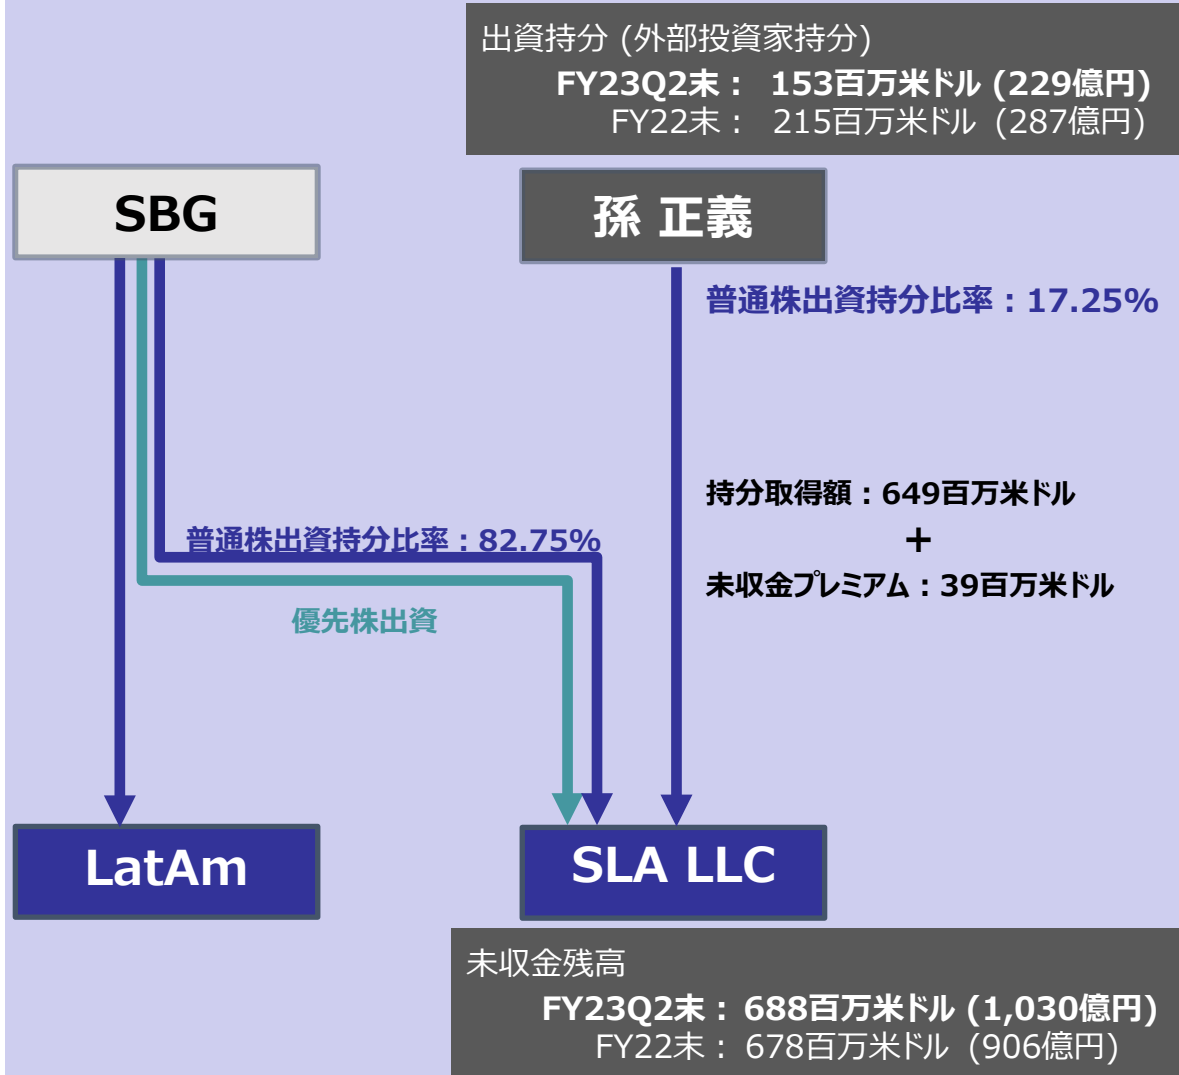 出資持分 (外部投資家持分)
FY23Q2末： 153百万米ドル (229億円)
FY22末： 215百万米ドル (287億円)
SBG
孫 正義
普通株出資持分比率：17.25%
持分取得額：649百万米ドル
+
未収金プレミアム：39百万米ドル
普通株出資持分比率：82.75%
優先株出資
LatAm
SLA LLC
未収金残高
FY23Q2末：688百万米ドル (1,030億円)
FY22末：678百万米ドル (906億円)